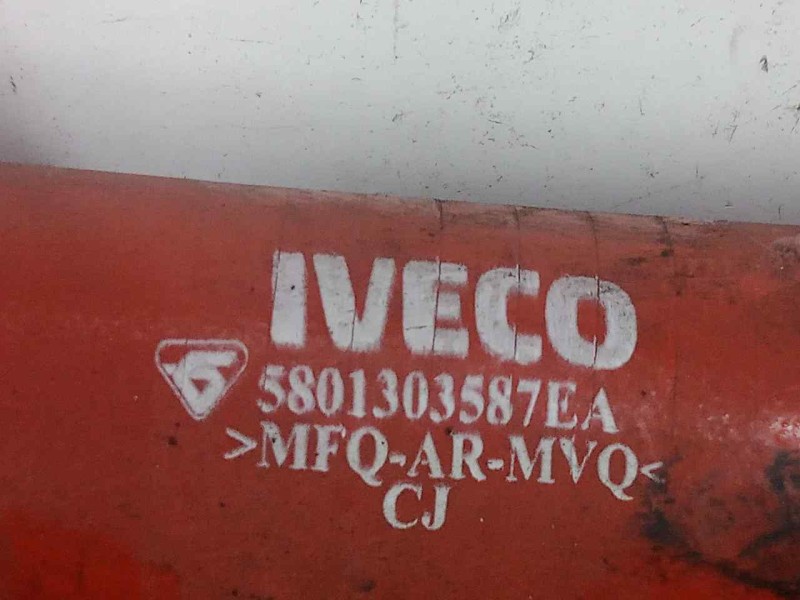 IVECO
5801303587EA
>MFQ-AR-MVQ<
CJ